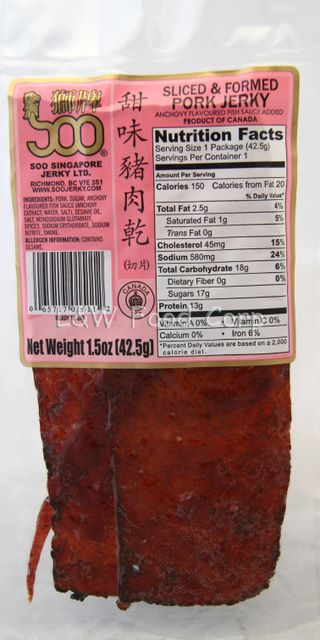 獅牌
SOO®
SOO SINGAPORE
JERKY LTD.
RICHMOND, BC V7E 3S1
WWW.SOOJERKY.COM
INGREDIENTS: PORK, SUGAR, ANCHOVY
FLAVOURED FISH SAUCE (ANCHOVY
EXTRACT WATER, SALT), SESAME OIL,
SALT, MONOSODIUM GLUTAMATE,
SPICES, SODIUM ERYTHORBATE, SODIUM
NITRITE, SMOKE.
ALLERGEN INFORMATION: CONTAINS
SESAME.
甜味豬肉乾
(切片)
CANADA
SLICED & FORMED
PORK JERKY
ANCHOVY FLAVOURED FISH SAUCE ADDED
PRODUCT OF CANADA
Nutrition Facts
Serving Size 1 Package (42.5g)
Servings Per Container 1
Amount Per Serving
Calories 150 Calories from Fat 20
% Daily Value*
Total Fat 2.5g 4%
Saturated Fat 1g 5%
Trans Fat 0g
Cholesterol 45mg 15%
Sodium 580mg 24%
Total Carbohydrate 18g 6%
Dietary Fiber 0g 0%
Sugars 17g
Protein 13g
Vitamin A 0% • Vitamin C 0%
Calcium 0% • Iron 6%
*Percent Daily Values are based on a 2,000
calorie diet.
Net Weight 1.5oz (42.5g)
Law Food Corp